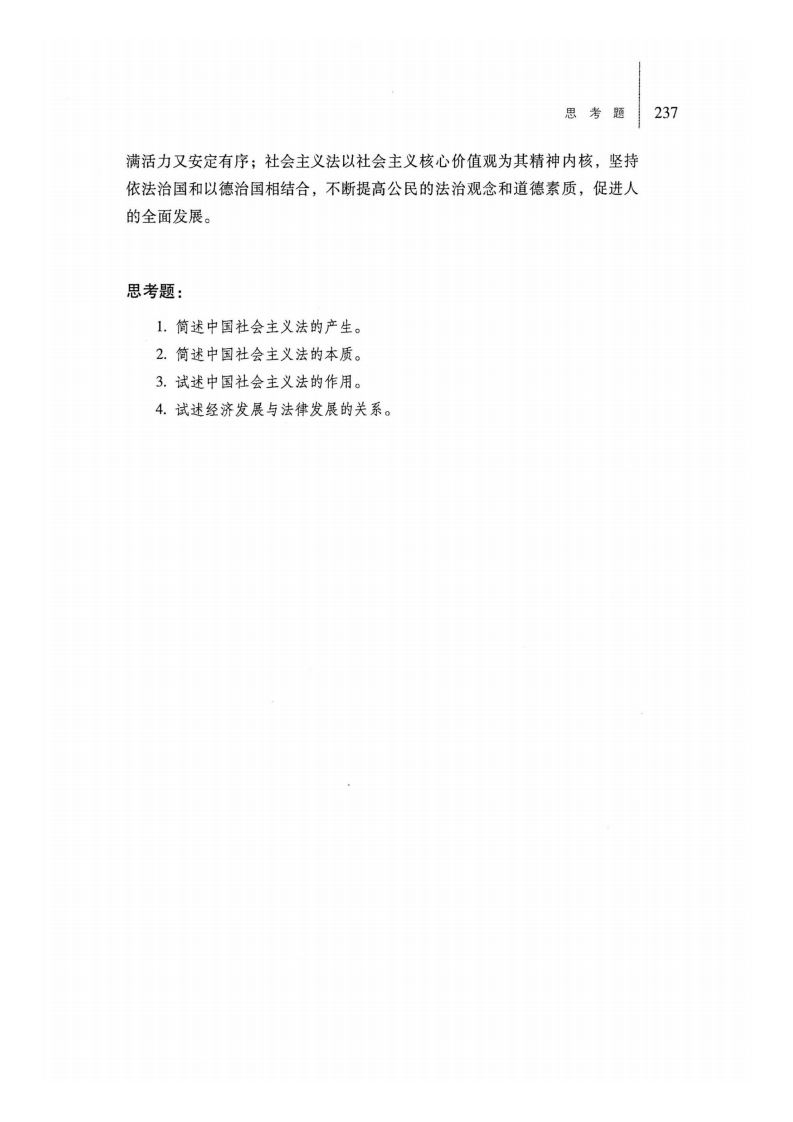 思考题 237
满活力又安定有序；社会主义法以社会主义核心价值观为其精神内核，坚持
依法治国和以德治国相结合，不断提高公民的法治观念和道德素质，促进人
的全面发展。
思考题：
1. 简述中国社会主义法的产生。
2. 简述中国社会主义法的本质。
3. 试述中国社会主义法的作用。
4. 试述经济发展与法律发展的关系。